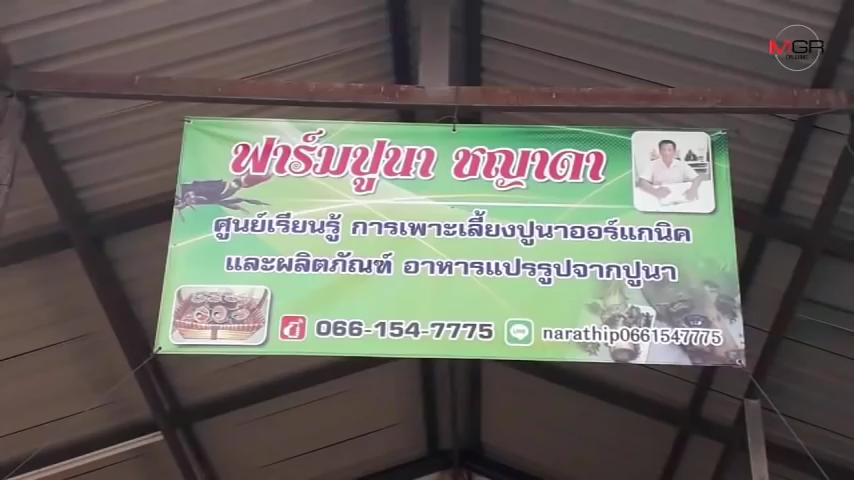 MGR
ONLINE
ฟาร์มปูนา ชญาดา
ศูนย์เรียนรู้ การเพาะเลี้ยงปูนาออร์แกนิค
และผลิตภัณฑ์ อาหารแปรรูปจากปูนา
066-154-7775 LINE narathip0661547775